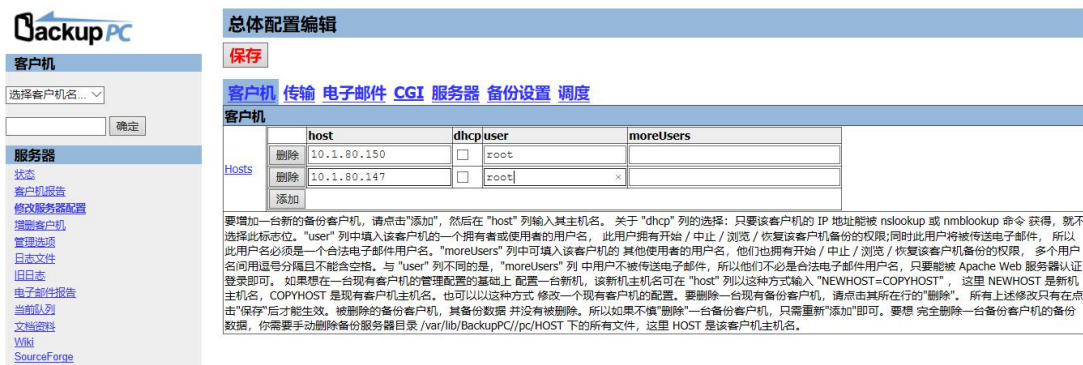 BackupPC
客户机
选择客户机名...
确定
服务器
状态
客户机报告
修改服务器配置
增删客户机
管理选项
日志文件
旧日志
电子邮件报告
当前队列
文档资料
Wiki
SourceForge
总体配置编辑
保存
客户机 传输 电子邮件 CGI 服务器 备份设置 调度
客户机
host dhcp user moreUsers
Hosts
删除 10.1.80.150 root
删除 10.1.80.147 root ×
添加
要增加一台新的备份客户机，请点击"添加"，然后在 "host" 列输入其主机名。 关于 "dhcp" 列的选择：只要该客户机的 IP 地址能被 nslookup 或 nmblookup 命令 获得，就不
选择此标志位。"user" 列中填入该客户机的一个拥有者或使用者的用户名， 此用户拥有开始 / 中止 / 浏览 / 恢复该客户机备份的权限;同时此用户将被传送电子邮件， 所以
此用户名必须是一个合法电子邮件用户名。"moreUsers" 列中可填入该客户机的 其他使用者的用户名，他们也拥有开始 / 中止 / 浏览 / 恢复该客户机备份的权限， 多个用户
名间用逗号分隔且不能含空格。与 "user" 列不同的是，"moreUsers" 列 中用户不被传送电子邮件，所以他们不必是合法电子邮件用户名，只要能被 Apache Web 服务器认证
登录即可。 如果想在一台现有客户机的管理配置的基础上 配置一台新机，该新机主机名可在 "host" 列以这种方式输入 "NEWHOST=COPYHOST" ， 这里 NEWHOST 是新机
主机名，COPYHOST 是现有客户机主机名。也可以以这种方式 修改一个现有客户机的配置。要删除一台现有备份客户机，请点击其所在行的"删除"。 所有上述修改只有在点
击"保存"后才能生效。被删除的备份客户机，其备份数据 并没有被删除。所以如果不慎"删除"一台备份客户机，只需重新"添加"即可。要想 完全删除一台备份客户机的备份
数据，你需要手动删除备份服务器目录 /var/lib/BackupPC//pc/HOST 下的所有文件，这里 HOST 是该客户机主机名。